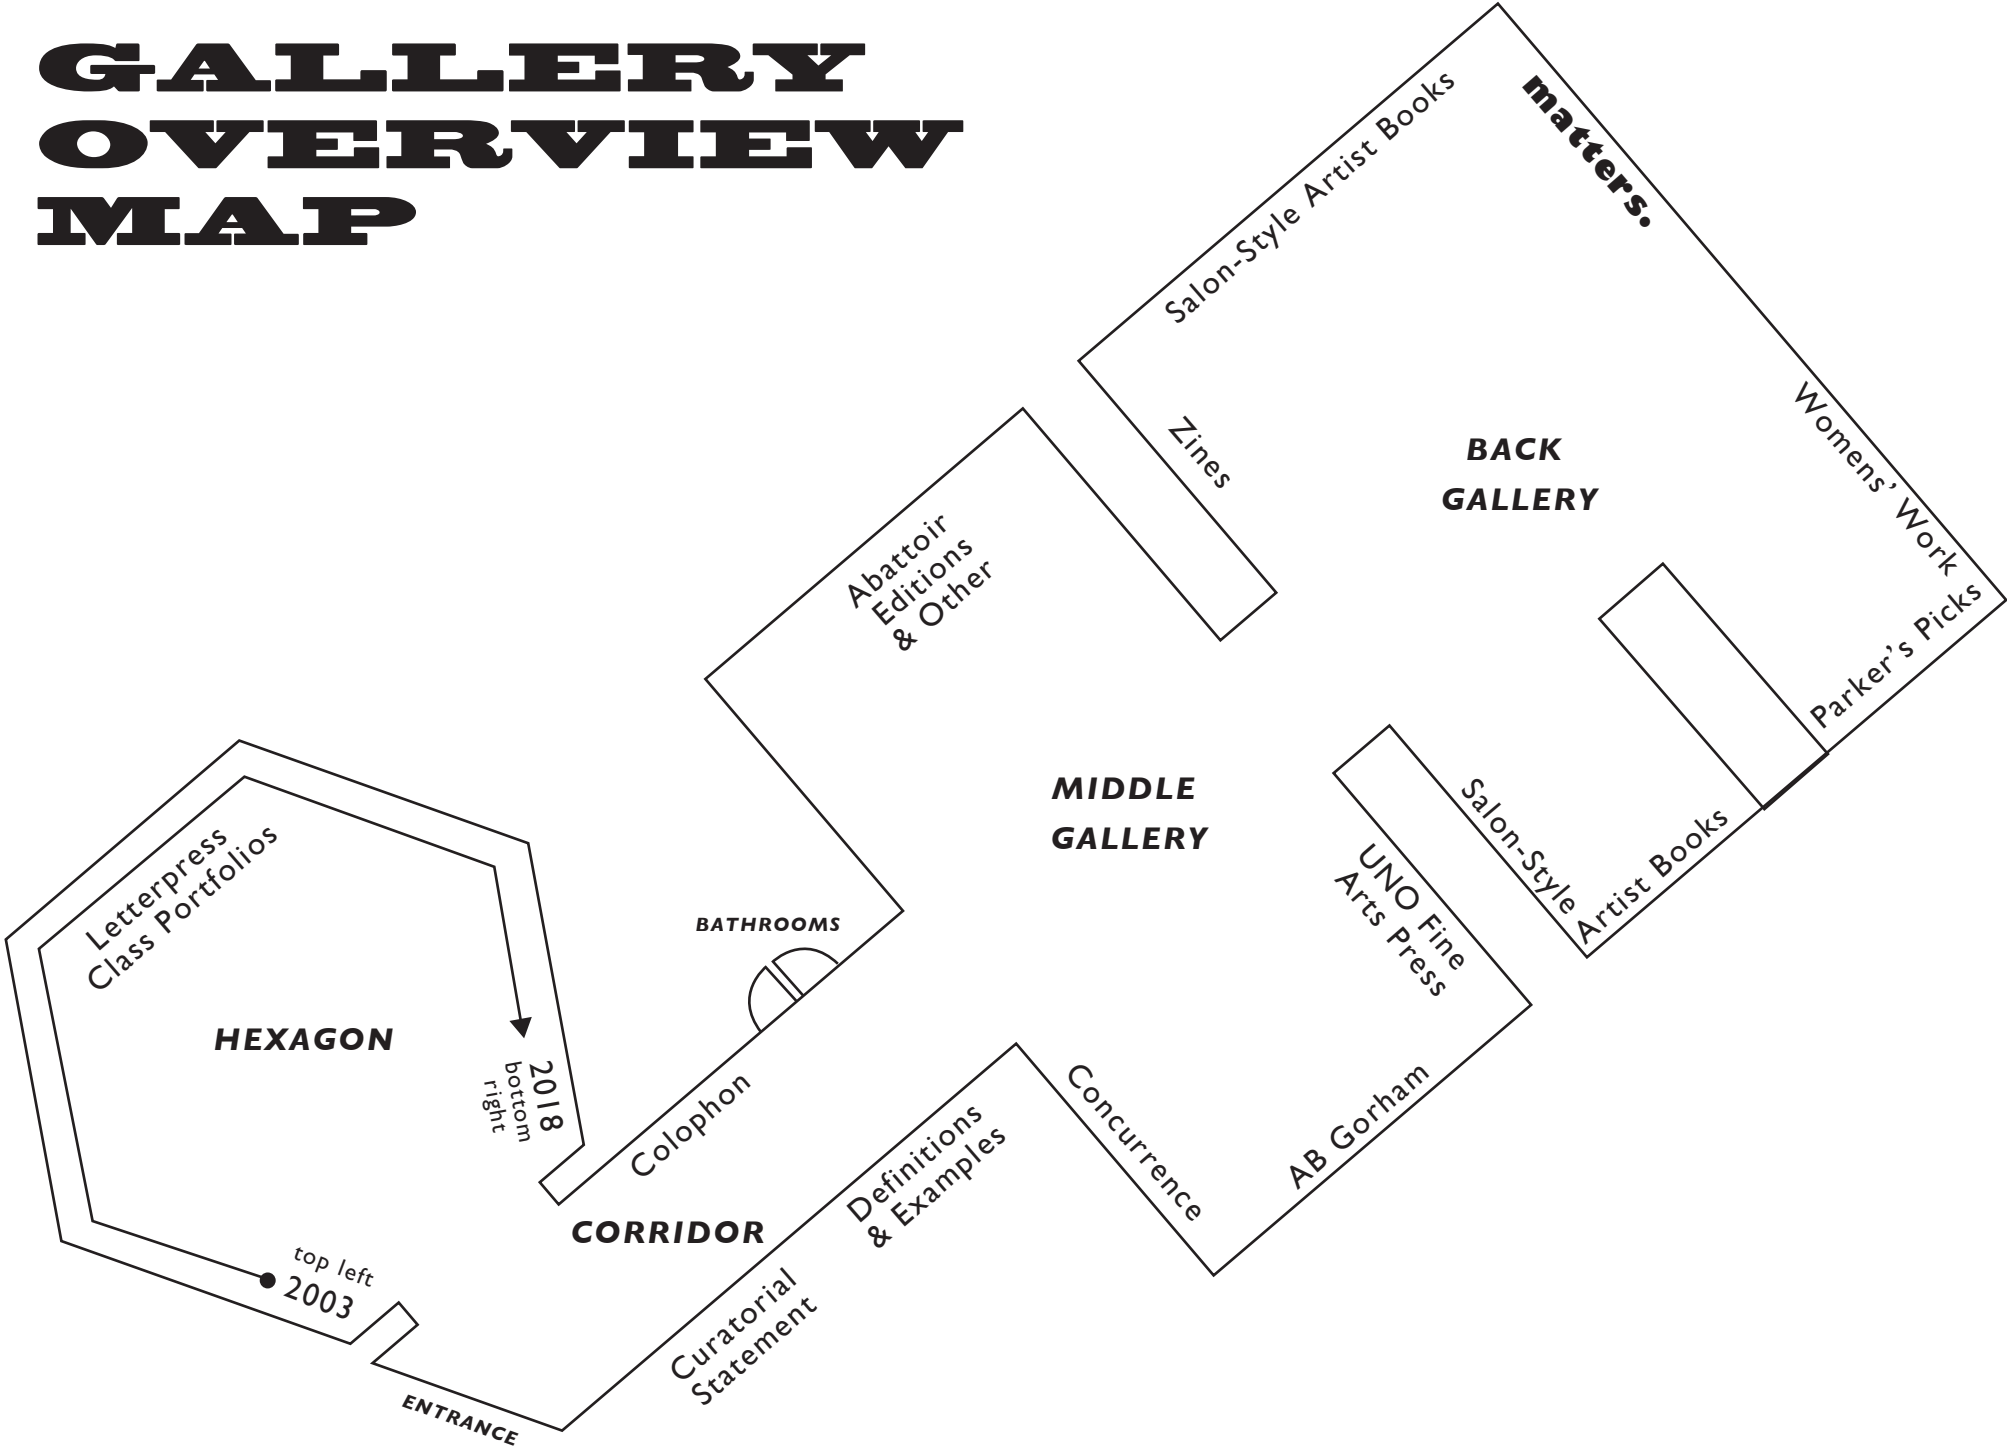 GALLERY
OVERVIEW
MAP
matters.
Salon-Style Artist Books
Zines
BACK
GALLERY
Womens’ Work
Parker’s Picks
Abattoir
Editions
& Other
MIDDLE
GALLERY
Salon-Style
Artist Books
UNO Fine
Arts Press
BATHROOMS
Letterpress
Class Portfolios
HEXAGON
2018
bottom
right
Colophon
Concurrence
AB Gorham
Definitions
& Examples
CORRIDOR
top left
2003
Curatorial
Statement
ENTRANCE